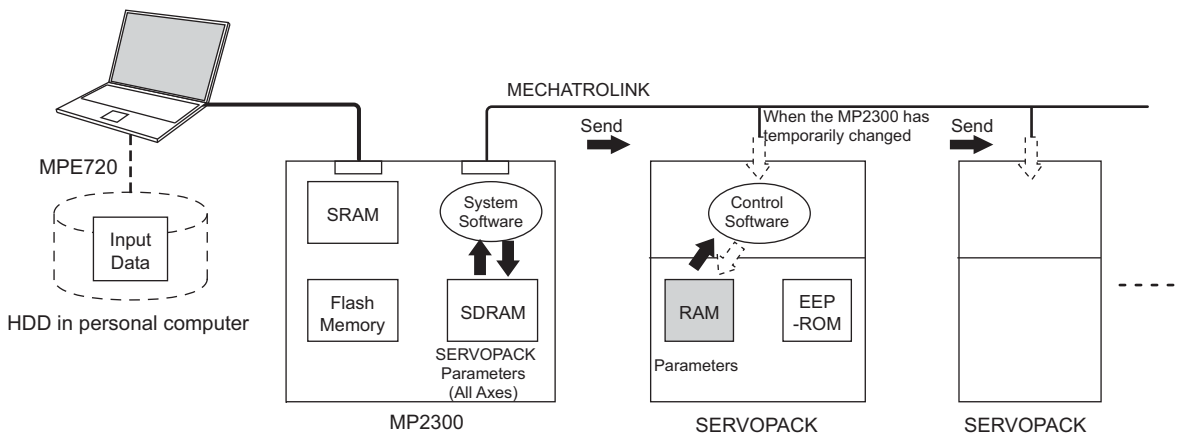 MECHATROLINK
Send
When the MP2300 has
temporarily changed
Send
MPE720
Input
Data
HDD in personal computer
SRAM
System
Software
Flash
Memory
SDRAM
SERVOPACK
Parameters
(All Axes)
MP2300
Control
Software
RAM
EEP
-ROM
Parameters
SERVOPACK
SERVOPACK